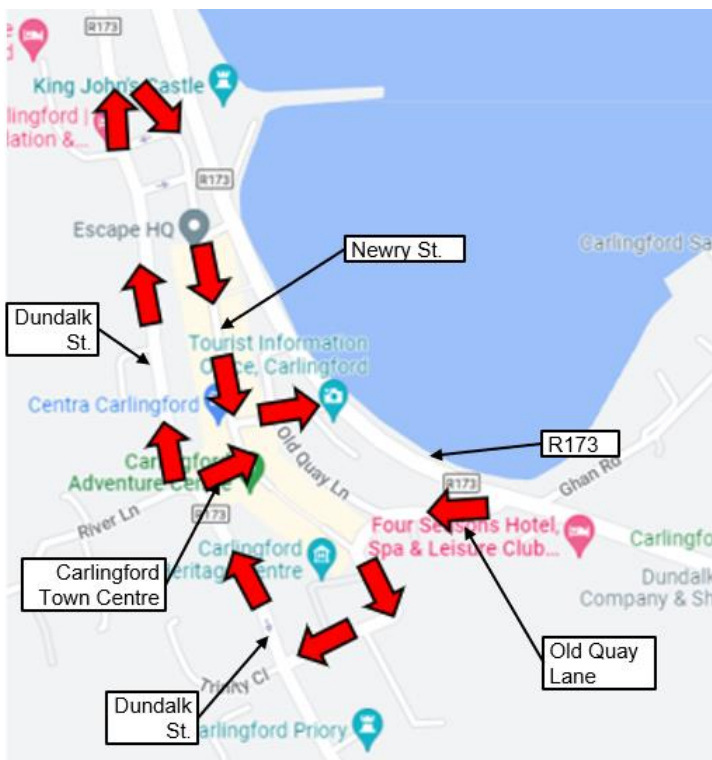 R173
King John's Castle
lingford |
lation &...
R173
Escape HQ
Newry St.
Carlingford Sa
Dundalk
St.
Tourist Information
Office, Carlingford
Centra Carlingford
Old Quay Ln
R173
Ghan Rd
R173
Carlingford
Adventure Centre
River Ln
R173
Four Seasons Hotel,
Spa & Leisure Club...
Carlingfo
Carlingford
Heritage Centre
Dundalk
Company & Sh
Carlingford
Town Centre
Old Quay
Lane
Trinity Cl
Dundalk
St.
Carlingford Priory